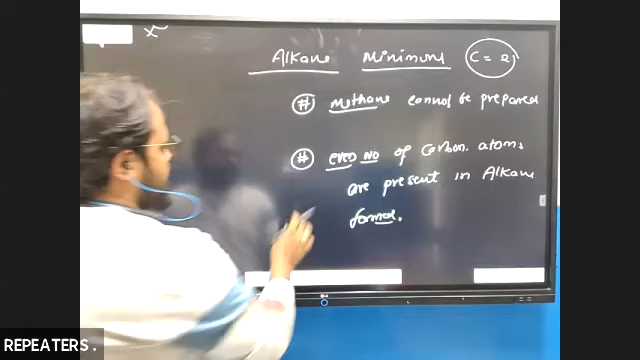 Alkane Minimum C = 2
# Methane cannot be prepared
# even no of Carbon atoms
are present in Alkane
formed.
REPEATERS.